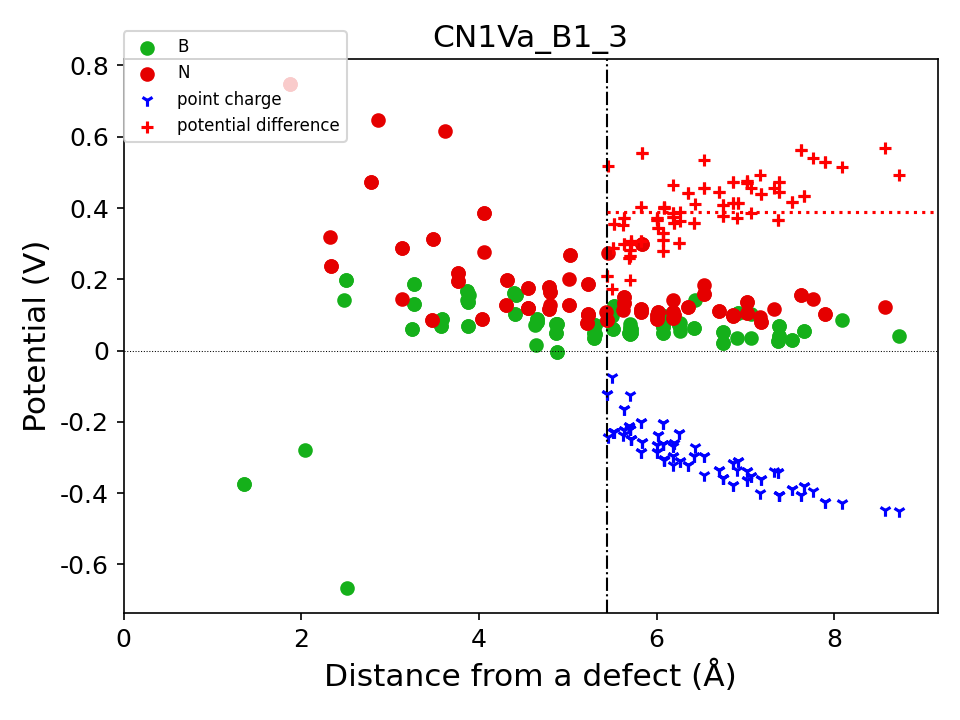 CN1Va_B1_3
B
N
point charge
potential difference
0.8
0.6
0.4
0.2
0
-0.2
-0.4
-0.6
Potential (V)
0 2 4 6 8
Distance from a defect (Å)